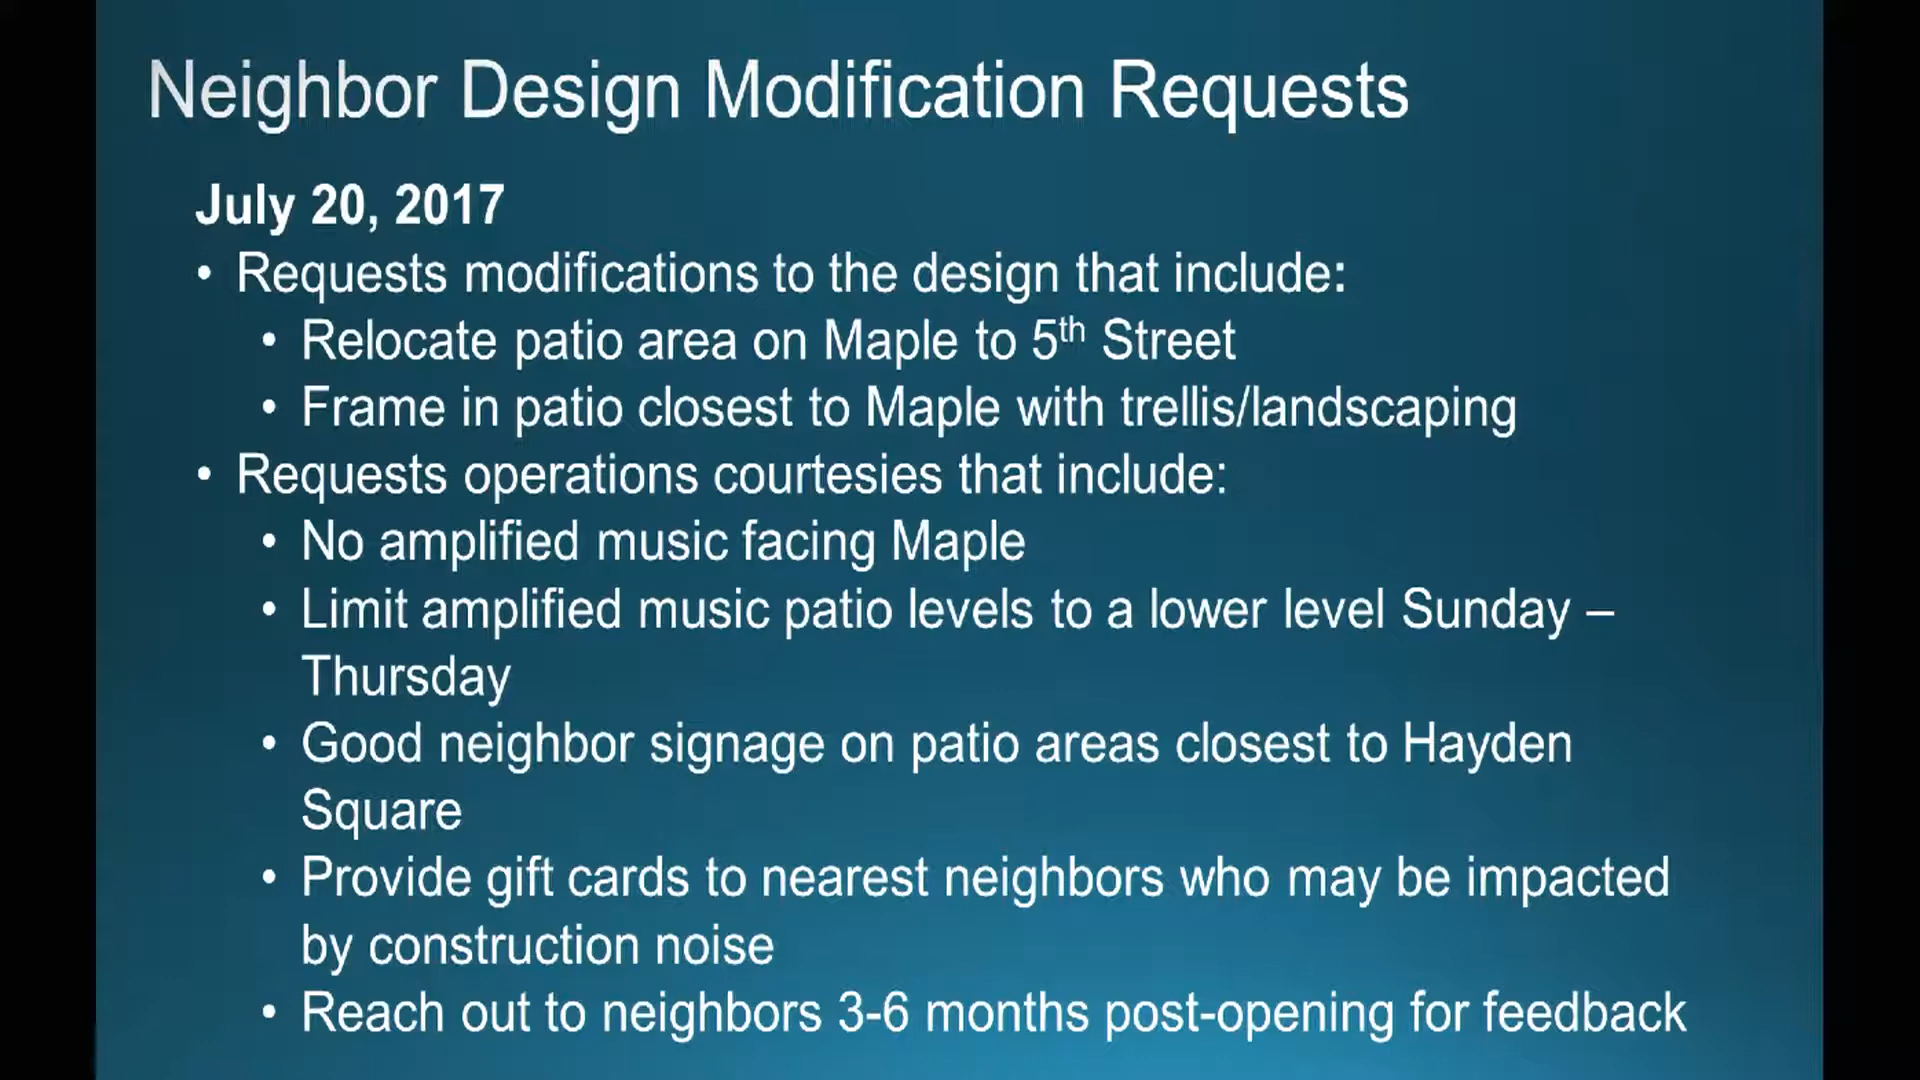 Neighbor Design Modification Requests
July 20, 2017
• Requests modifications to the design that include:
• Relocate patio area on Maple to 5th Street
• Frame in patio closest to Maple with trellis/landscaping
• Requests operations courtesies that include:
• No amplified music facing Maple
• Limit amplified music patio levels to a lower level Sunday –
Thursday
• Good neighbor signage on patio areas closest to Hayden
Square
• Provide gift cards to nearest neighbors who may be impacted
by construction noise
• Reach out to neighbors 3-6 months post-opening for feedback